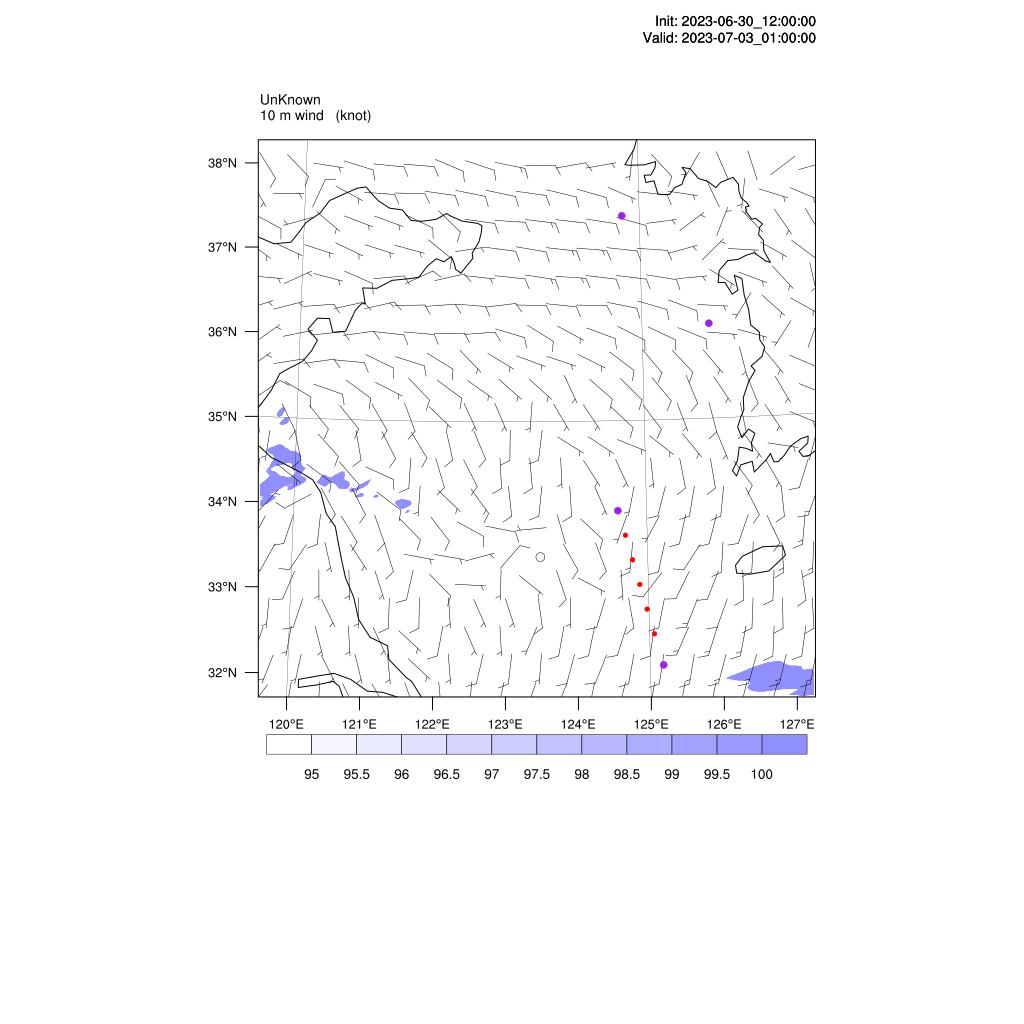 Init: 2023-06-30_12:00:00
Valid: 2023-07-03_01:00:00
UnKnown
10 m wind (knot)
38°N
37°N
36°N
35°N
34°N
33°N
32°N
120°E 121°E 122°E 123°E 124°E 125°E 126°E 127°E
95 95.5 96 96.5 97 97.5 98 98.5 99 99.5 100